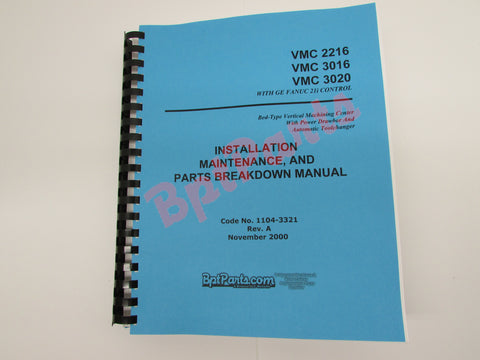 VMC 2216
VMC 3016
VMC 3020
WITH GE FANUC 21i CONTROL
Bed-Type Vertical Machining Center
With Power Drawbar And
Automatic Toolchanger
INSTALLATION
MAINTENANCE, AND
PARTS BREAKDOWN MANUAL
BptParts
Code No. 1104-3321
Rev. A
November 2000
BptParts.com